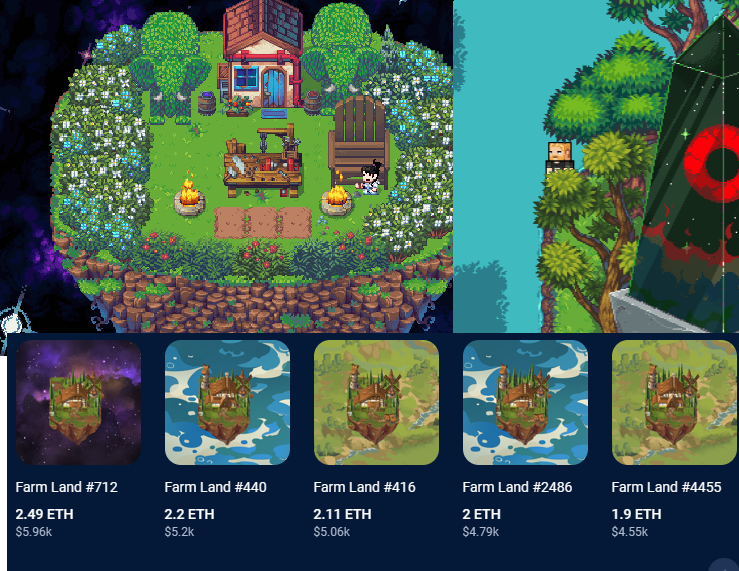 Farm Land #712
2.49 ETH
$5.96k
Farm Land #440
2.2 ETH
$5.2k
Farm Land #416
2.11 ETH
$5.06k
Farm Land #2486
2 ETH
$4.79k
Farm Land #4455
1.9 ETH
$4.55k